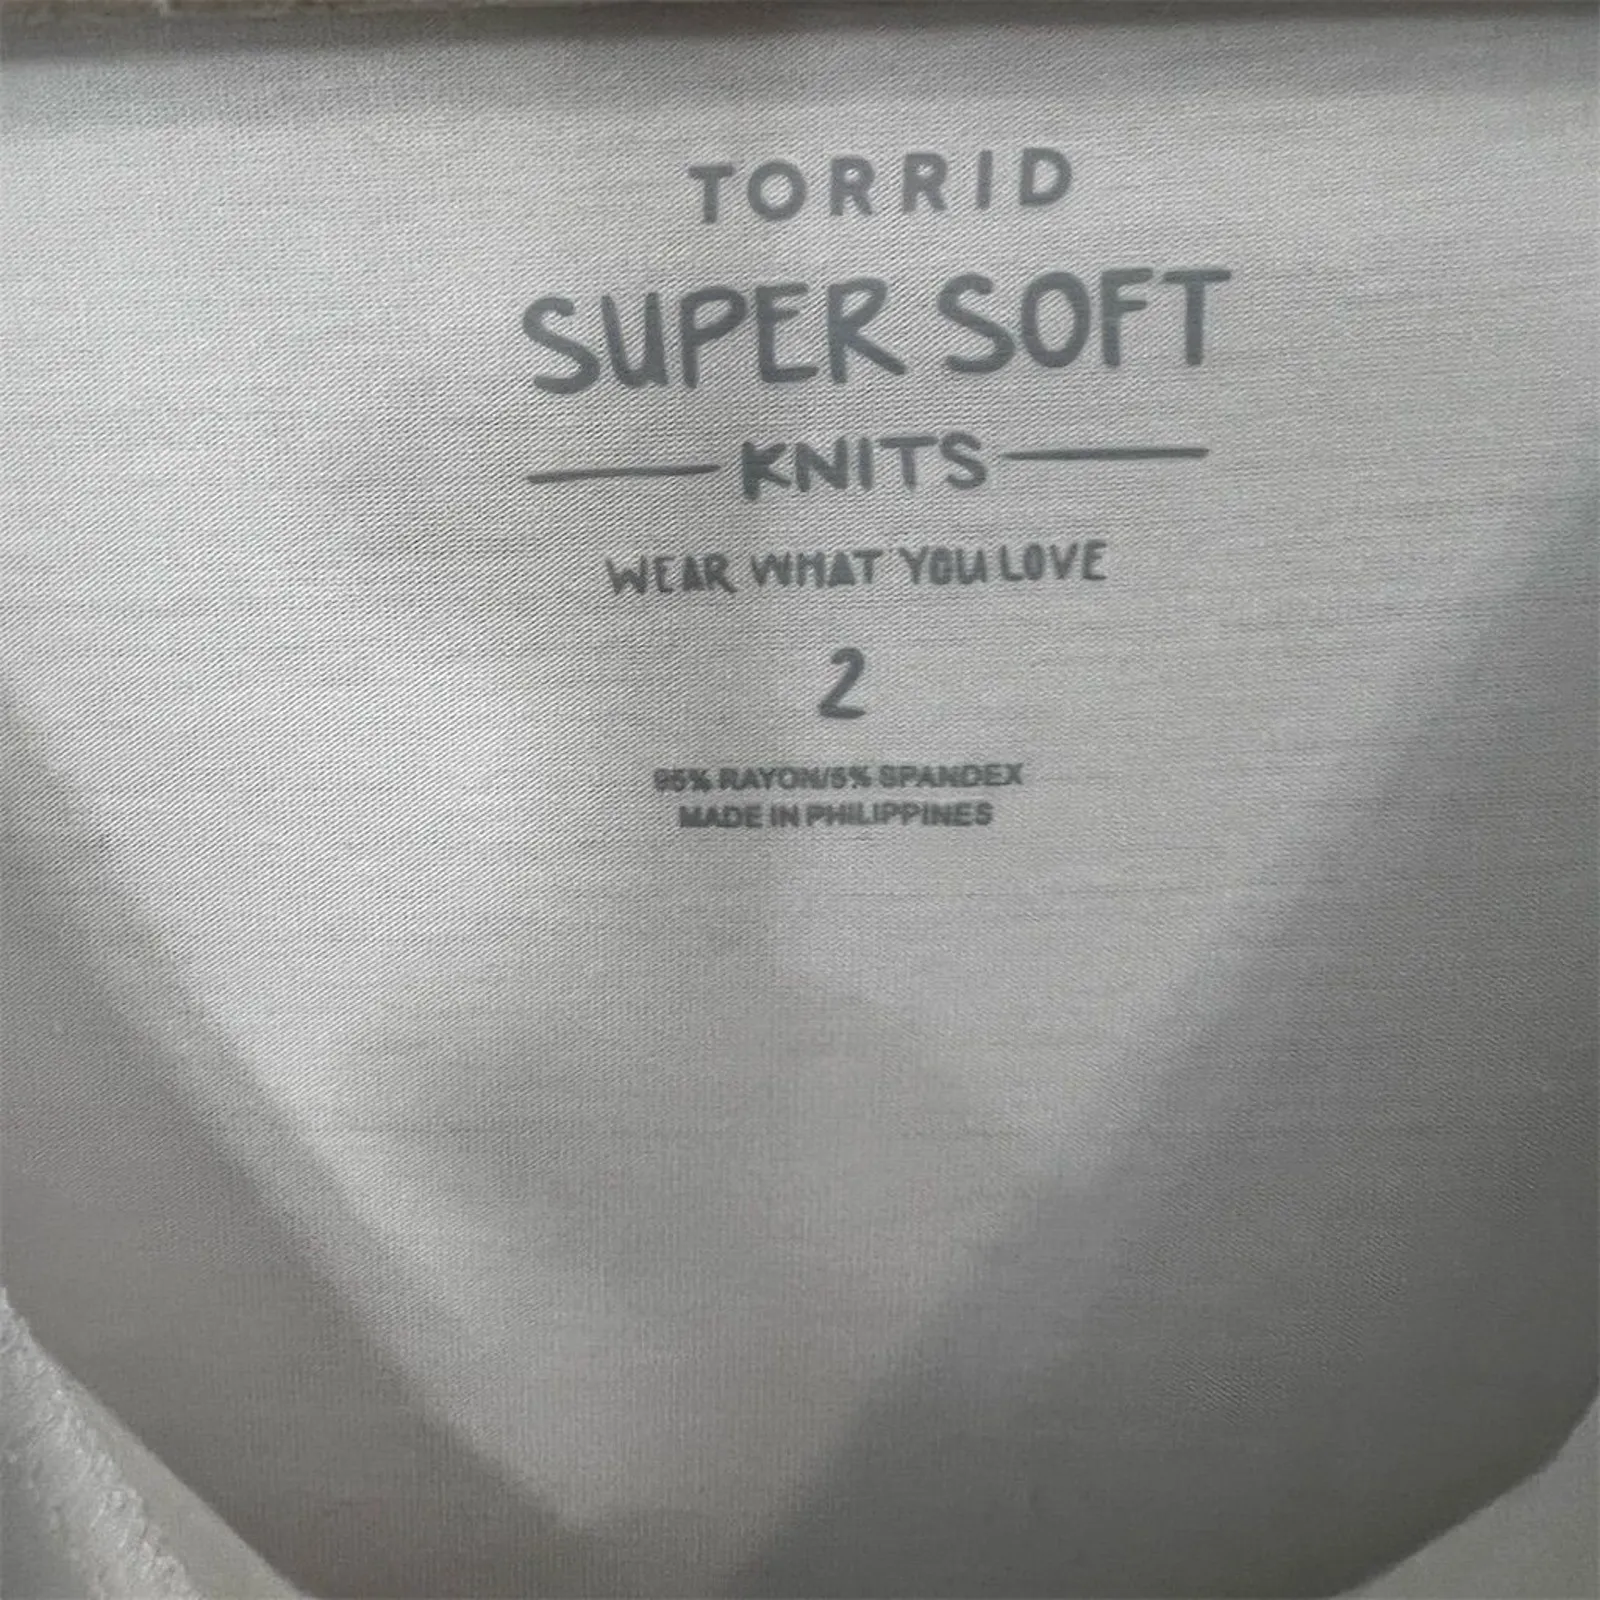 TORRID
SUPER SOFT
KNITS
WEAR WHAT YOU LOVE
2
95% RAYON/5% SPANDEX
MADE IN PHILIPPINES